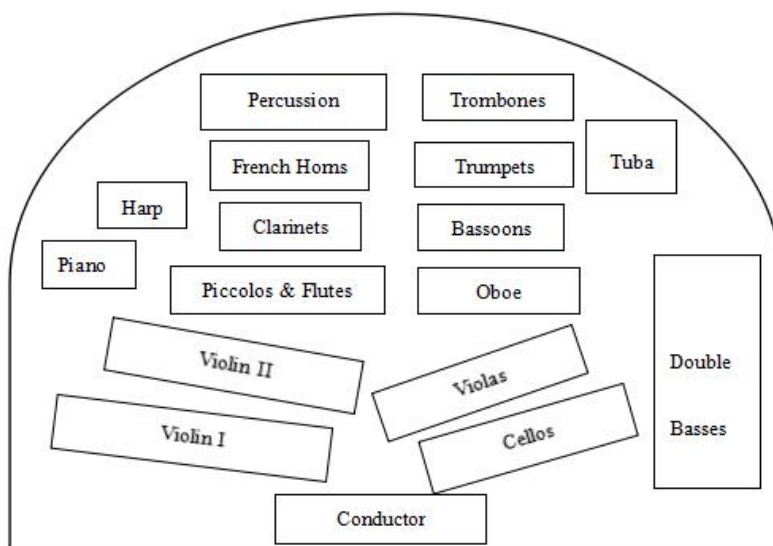 Percussion
Trombones
French Horns
Trumpets
Tuba
Harp
Clarinets
Bassoons
Piano
Piccolos & Flutes
Oboe
Violin II
Violas
Double
Basses
Violin I
Cellos
Conductor